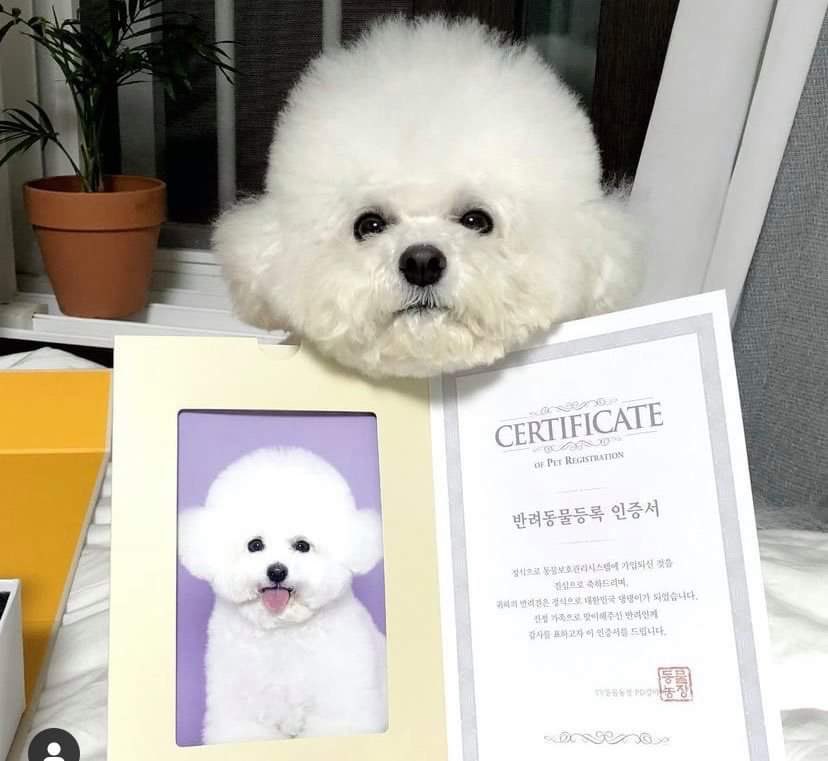 CERTIFICATE
OF PET REGISTRATION
반려동물등록 인증서
정식으로 동물보호관리시스템에 가입되신 것을
진심으로 축하드리며,
귀하의 반려견은 정식으로 대한민국 댕댕이가 되었습니다.
진정 가족으로 맞이해주신 반려인께
감사를 표하고자 이 인증서를 드립니다.
TV동물농장 PD
동물
농장